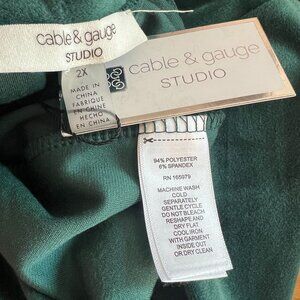 cable & gauge
STUDIO
cable & gauge
STUDIO
2X
MADE IN
CHINA
FABRIQUE
EN CHINE
HECHO
EN CHINO
94% POLYESTER
6% SPANDEX
RN 165979
MACHINE WASH
COLD
SEPARATELY
GENTLE CYCLE
DO NOT BLEACH
RESHAPE AND
DRY FLAT
COOL IRON
WITH GARMENT
INSIDE OUT
OR DRY CLEAN